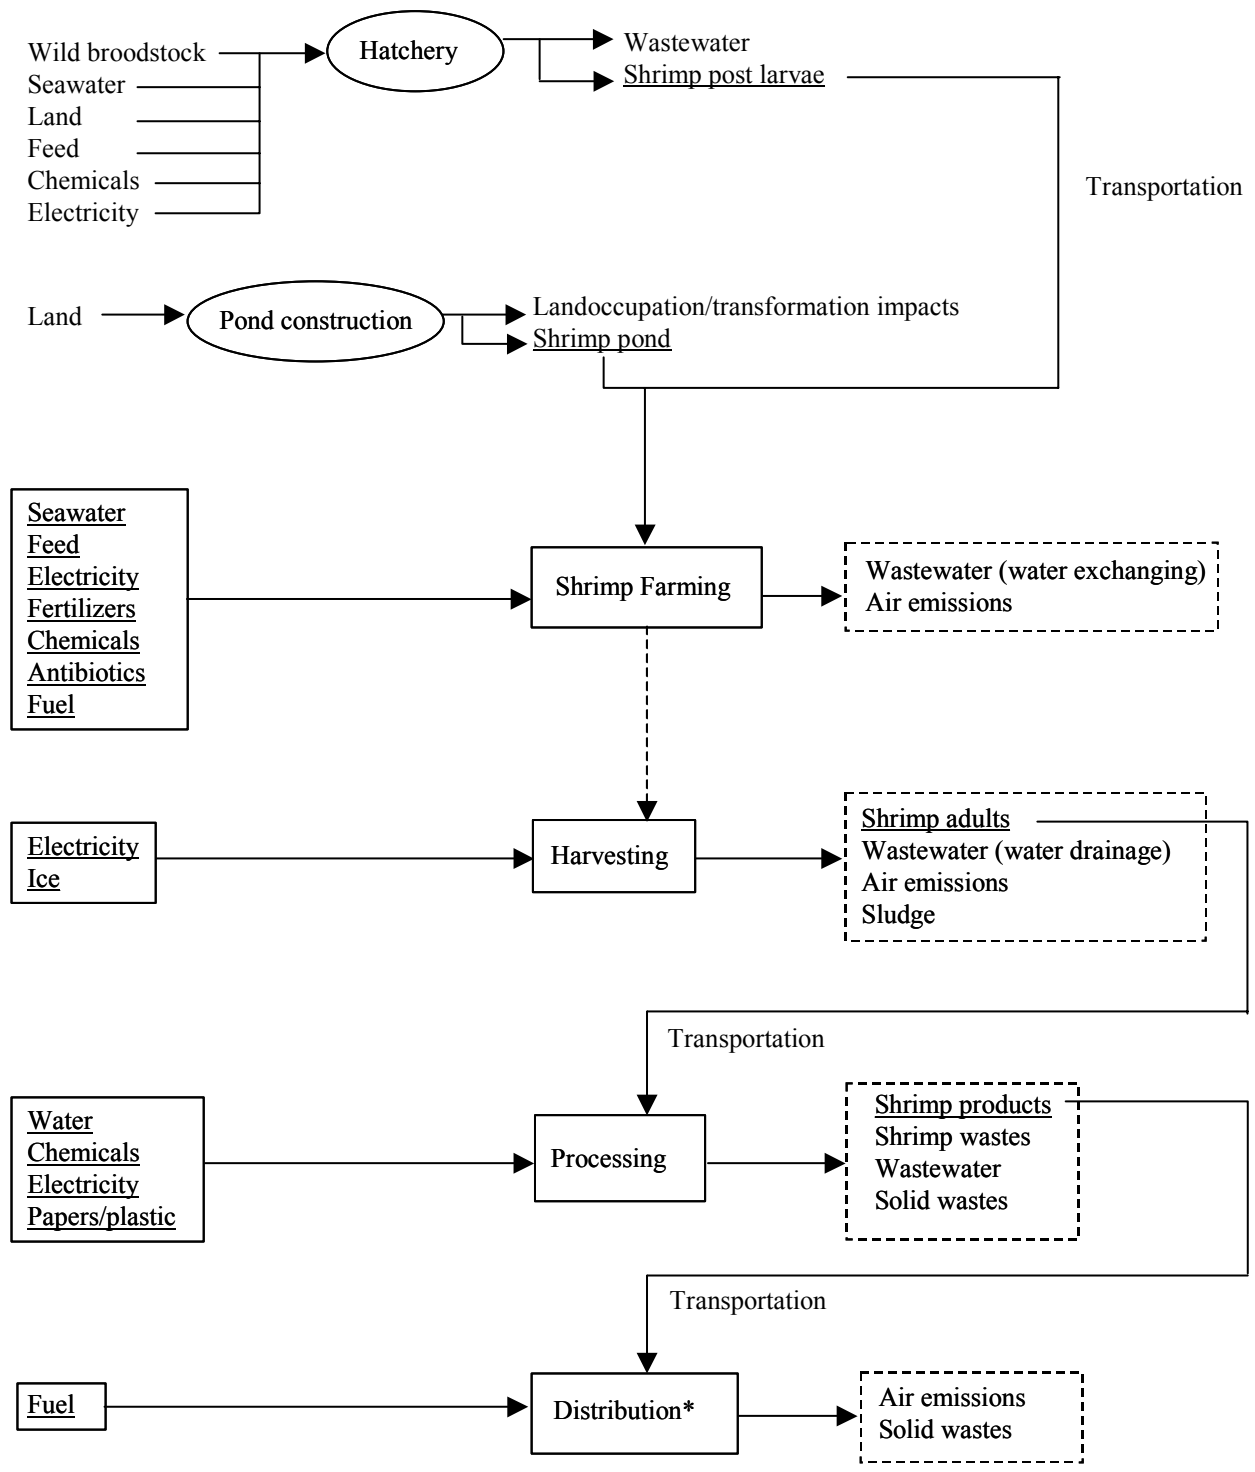 Wild broodstock
Seawater
Land
Feed
Chemicals
Electricity
Hatchery
Wastewater
Shrimp post larvae
Transportation
Land
Pond construction
Landoccupation/transformation impacts
Shrimp pond
Seawater
Feed
Electricity
Fertilizers
Chemicals
Antibiotics
Fuel
Shrimp Farming
Wastewater (water exchanging)
Air emissions
Electricity
Ice
Harvesting
Shrimp adults
Wastewater (water drainage)
Air emissions
Sludge
Transportation
Water
Chemicals
Electricity
Papers/plastic
Processing
Shrimp products
Shrimp wastes
Wastewater
Solid wastes
Transportation
Fuel
Distribution*
Air emissions
Solid wastes